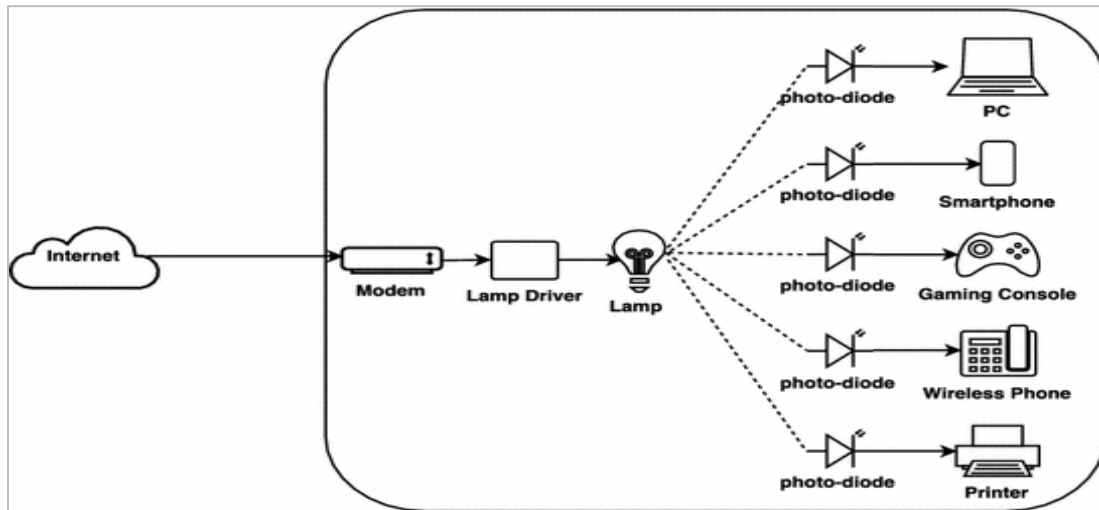 photo-diode
PC
photo-diode
Smartphone
Internet
Modem
Lamp Driver
Lamp
photo-diode
Gaming Console
photo-diode
Wireless Phone
photo-diode
Printer